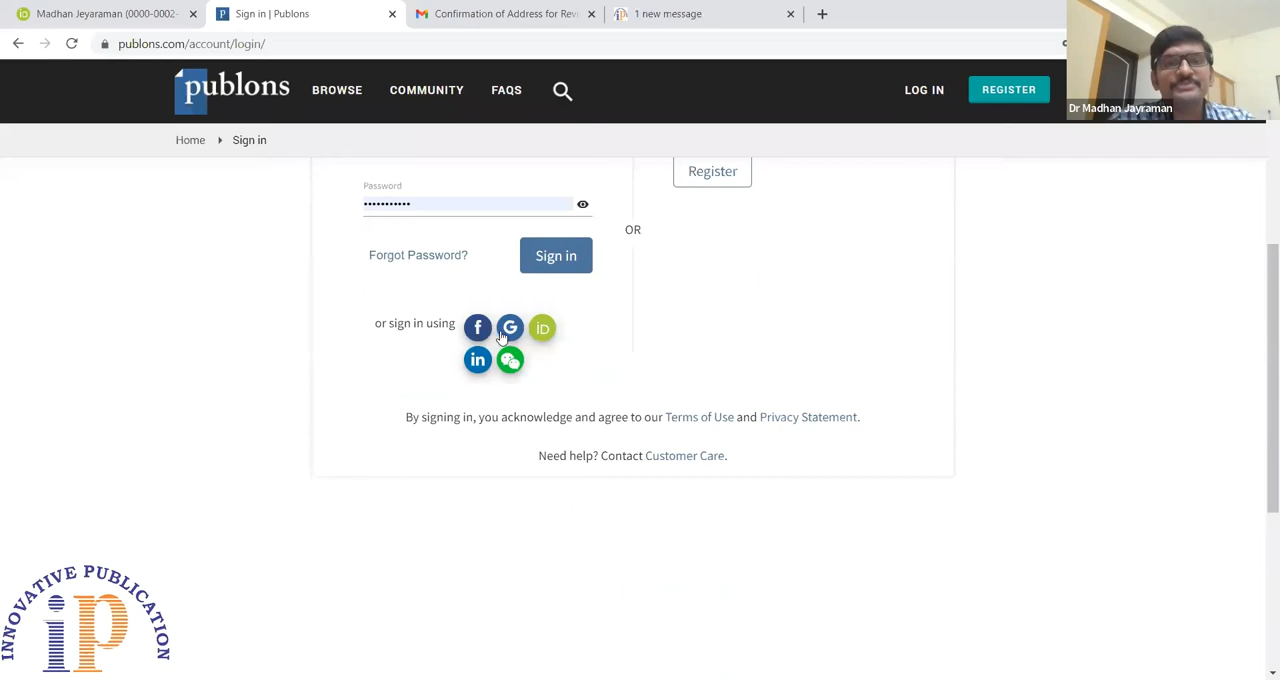 Madhan Jeyaraman (0000-0002-
Sign in | Publons
Confirmation of Address for Rev
1 new message
publons.com/account/login/
publons
BROWSE
COMMUNITY
FAQS
LOG IN
REGISTER
Dr Madhan Jayraman
Home
Sign in
Password
•••••••••••
Register
OR
Forgot Password?
Sign in
or sign in using
f
G
iD
in
By signing in, you acknowledge and agree to our Terms of Use and Privacy Statement.
Need help? Contact Customer Care.
INNOVATIVE PUBLICATION
iP